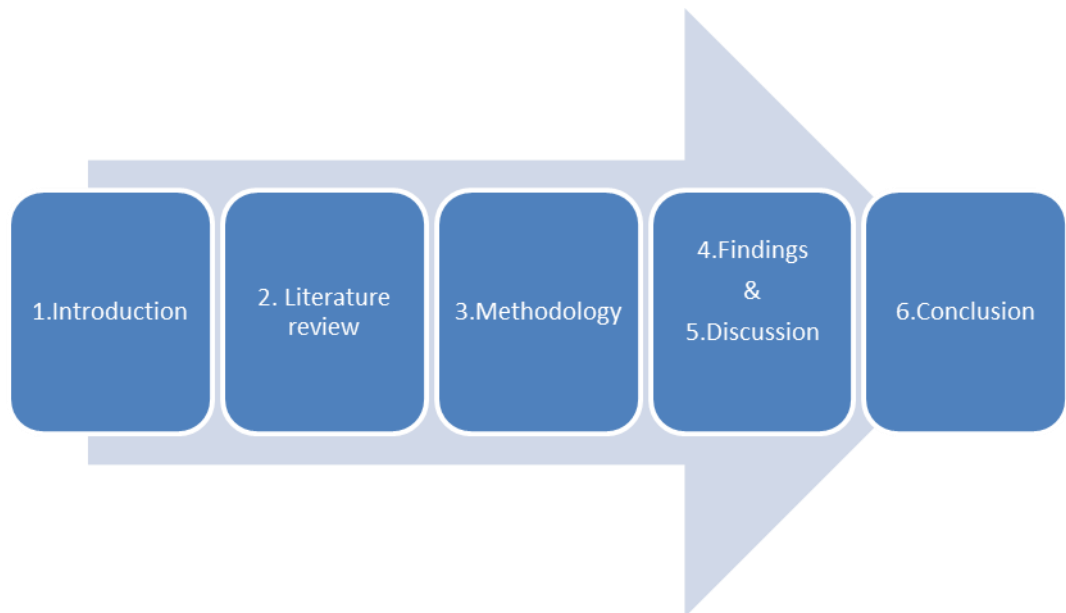 1.Introduction
2. Literature
review
3.Methodology
4.Findings
&
5.Discussion
6.Conclusion